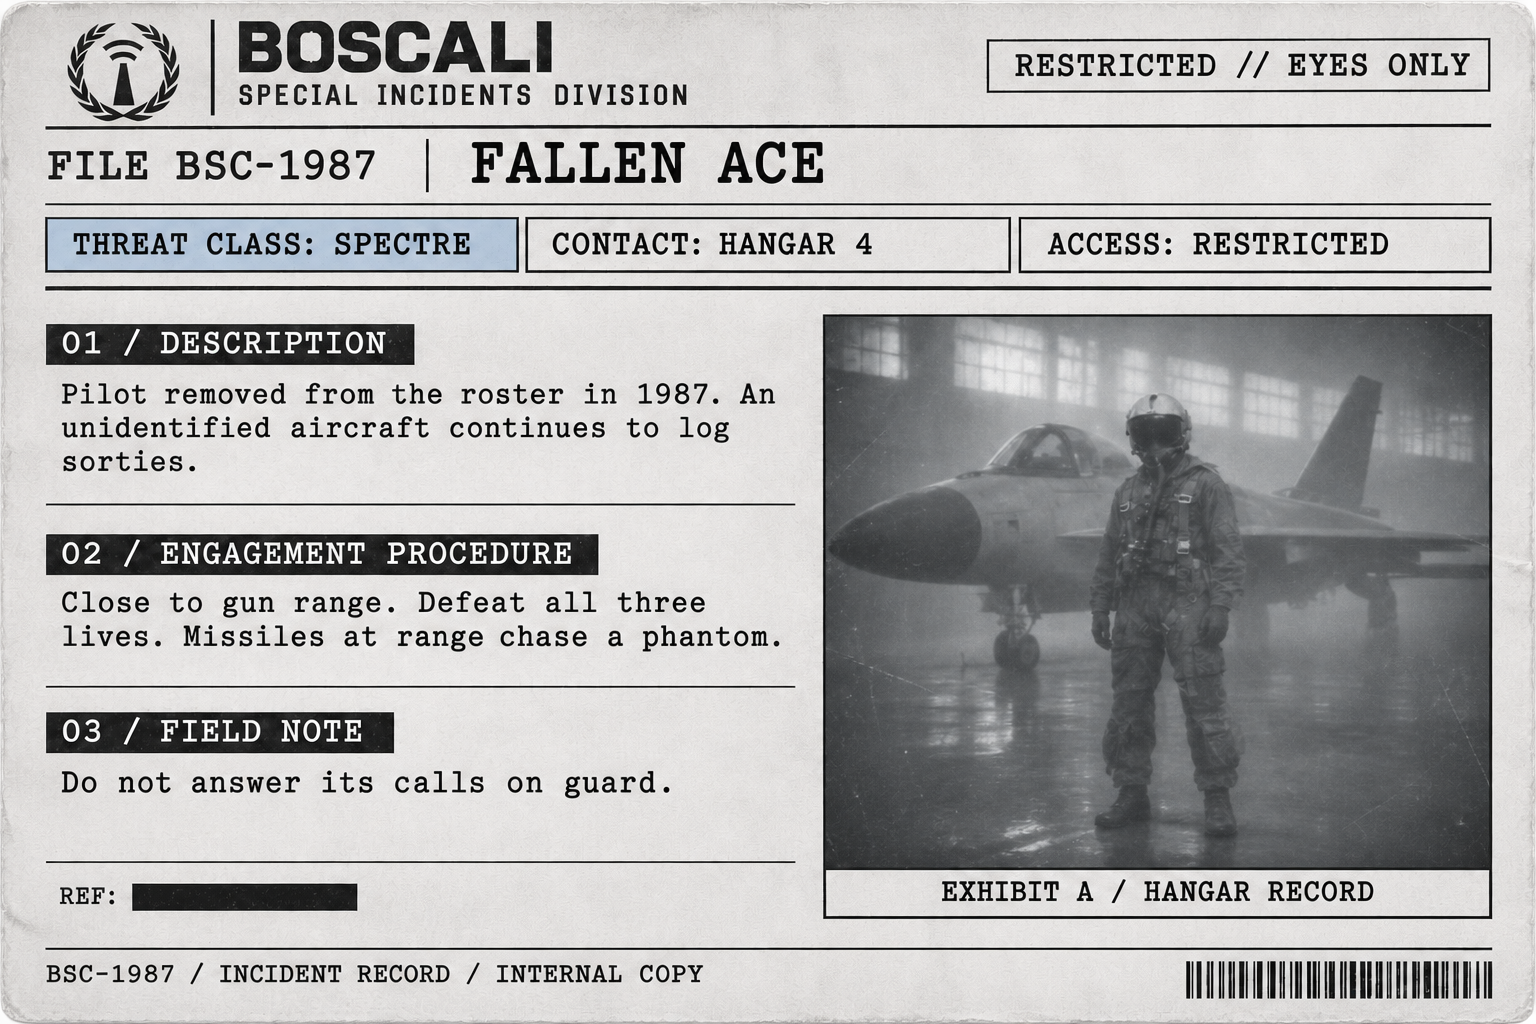 BOSCALI
SPECIAL INCIDENTS DIVISION
RESTRICTED // EYES ONLY
FILE BSC-1987
FALLEN ACE
THREAT CLASS: SPECTRE
CONTACT: HANGAR 4
ACCESS: RESTRICTED
01 / DESCRIPTION
Pilot removed from the roster in 1987. An
unidentified aircraft continues to log
sorties.
02 / ENGAGEMENT PROCEDURE
Close to gun range. Defeat all three
lives. Missiles at range chase a phantom.
03 / FIELD NOTE
Do not answer its calls on guard.
REF:
EXHIBIT A / HANGAR RECORD
BSC-1987 / INCIDENT RECORD / INTERNAL COPY